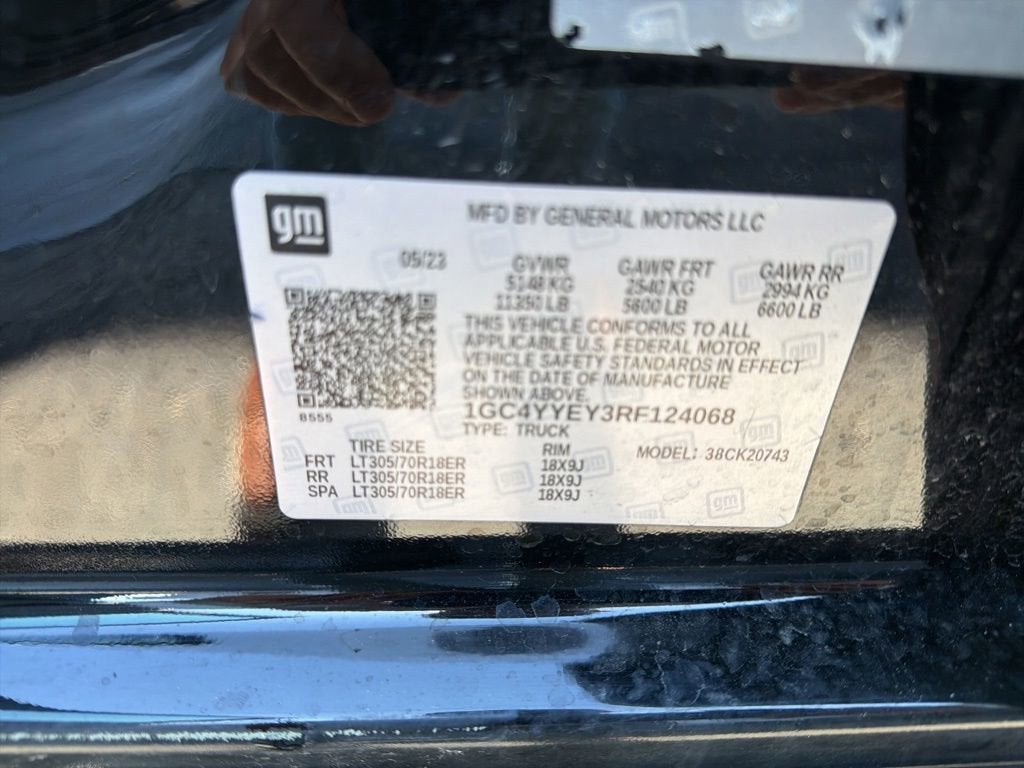 gm
MFD BY GENERAL MOTORS LLC
05/23 GVWR GAWR FRT GAWR RR
5148 KG 2540 KG 2994 KG
11350 LB 5600 LB 6600 LB
THIS VEHICLE CONFORMS TO ALL
APPLICABLE U.S. FEDERAL MOTOR
VEHICLE SAFETY STANDARDS IN EFFECT
ON THE DATE OF MANUFACTURE
SHOWN ABOVE.
8555
1GC4YYEY3RF124068
TYPE: TRUCK
TIRE SIZE RIM MODEL: 38CK20743
FRT LT305/70R18ER 18X9J
RR LT305/70R18ER 18X9J
SPA LT305/70R18ER 18X9J